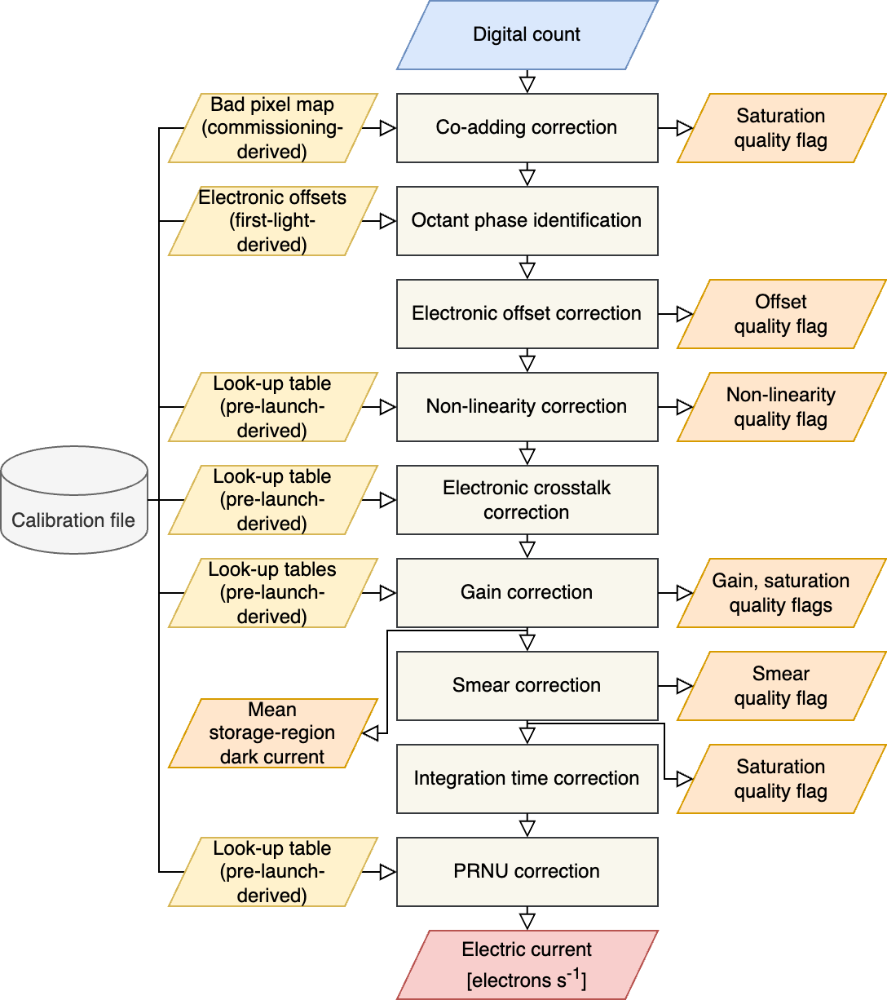 Digital count
Bad pixel map
(commissioning-
derived)
Co-adding correction
Saturation
quality flag
Electronic offsets
(first-light-
derived)
Octant phase identification
Electronic offset correction
Offset
quality flag
Look-up table
(pre-launch-
derived)
Non-linearity correction
Non-linearity
quality flag
Calibration file
Look-up table
(pre-launch-
derived)
Electronic crosstalk
correction
Look-up tables
(pre-launch-
derived)
Gain correction
Gain, saturation
quality flags
Smear correction
Smear
quality flag
Mean
storage-region
dark current
Integration time correction
Saturation
quality flag
Look-up table
(pre-launch-
derived)
PRNU correction
Electric current
[electrons s⁻¹]